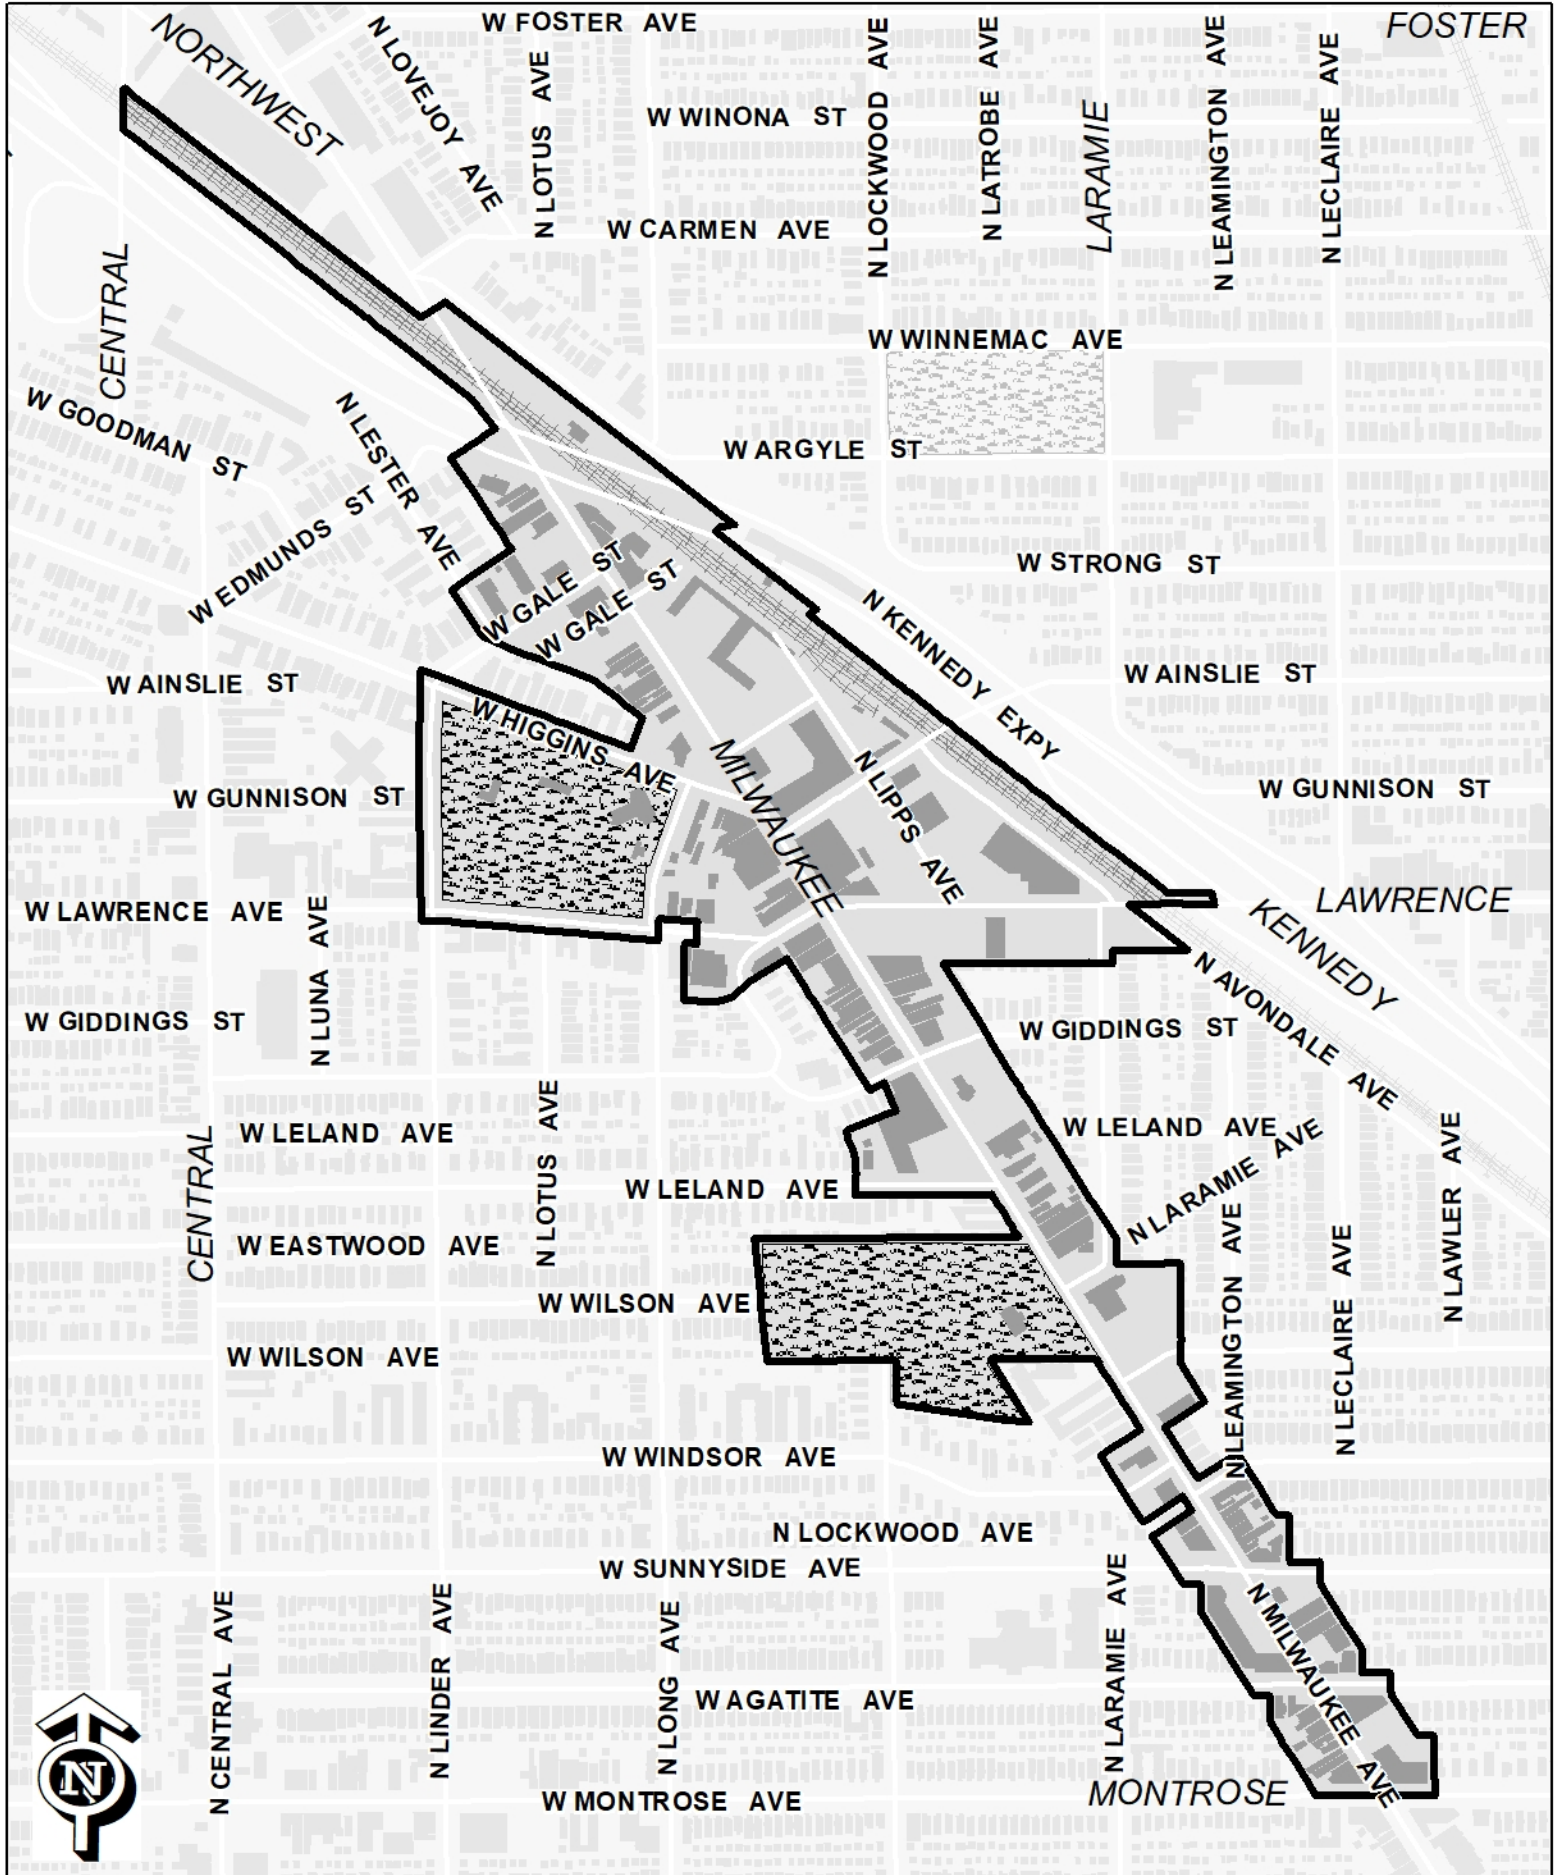 W FOSTER AVE
FOSTER
NORTHWEST
N LOVEJOY AVE
N LOTUS AVE
N LOCKWOOD AVE
N LATROBE AVE
LARAMIE
N LEAMINGTON AVE
N LECLAIRE AVE
W WINONA ST
W CARMEN AVE
CENTRAL
W WINNEMAC AVE
W GOODMAN ST
N LESTER AVE
W ARGYLE ST
W EDMUNDS ST
W GALE ST
W GALE ST
W STRONG ST
N KENNEDY EXPY
W AINSLIE ST
W AINSLIE ST
W HIGGINS AVE
MILWAUKEE
N LIPPS AVE
W GUNNISON ST
W GUNNISON ST
W LAWRENCE AVE
LAWRENCE
N LUNA AVE
KENNEDY
N AVONDALE AVE
W GIDDINGS ST
W GIDDINGS ST
N LOTUS AVE
W LELAND AVE
W LELAND AVE
N LARAMIE AVE
N LAWLER AVE
CENTRAL
W LELAND AVE
W EASTWOOD AVE
N LEAMINGTON AVE
N LECLAIRE AVE
W WILSON AVE
W WILSON AVE
W WINDSOR AVE
N LOCKWOOD AVE
W SUNNYSIDE AVE
N CENTRAL AVE
N LINDER AVE
N LONG AVE
N LARAMIE AVE
N MILWAUKEE AVE
W AGATITE AVE
N
W MONTROSE AVE
MONTROSE